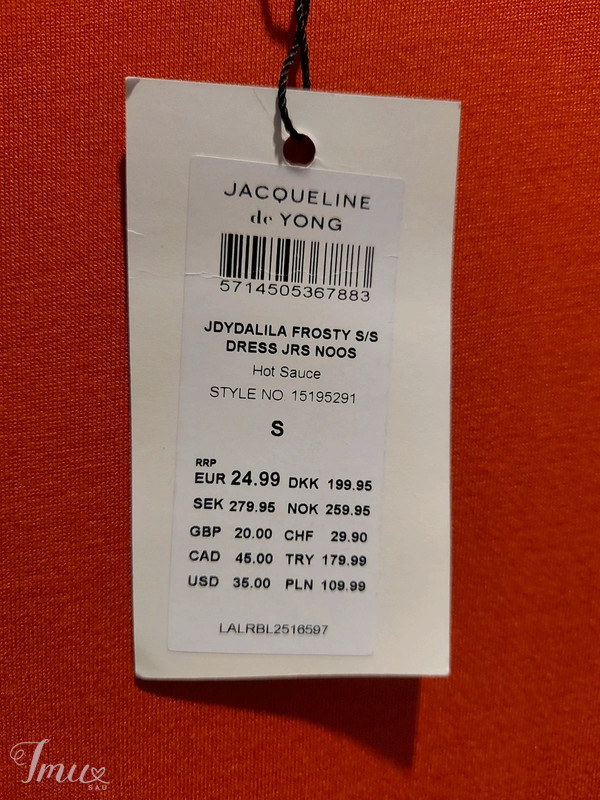 JACQUELINE
de YONG
5714505367883
JDYDALILA FROSTY S/S
DRESS JRS NOOS
Hot Sauce
STYLE NO 15195291
S
RRP
EUR 24.99 DKK 199.95
SEK 279.95 NOK 259.95
GBP 20.00 CHF 29.90
CAD 45.00 TRY 179.99
USD 35.00 PLN 109.99
LALRBL2516597
Imux
SAU